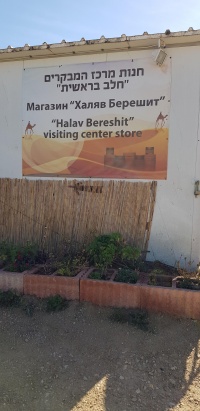 חנות מרכז המבקרים
"חלב בראשית"
Магазин "Халяв Берешит"
"Halav Bereshit"
visiting center store